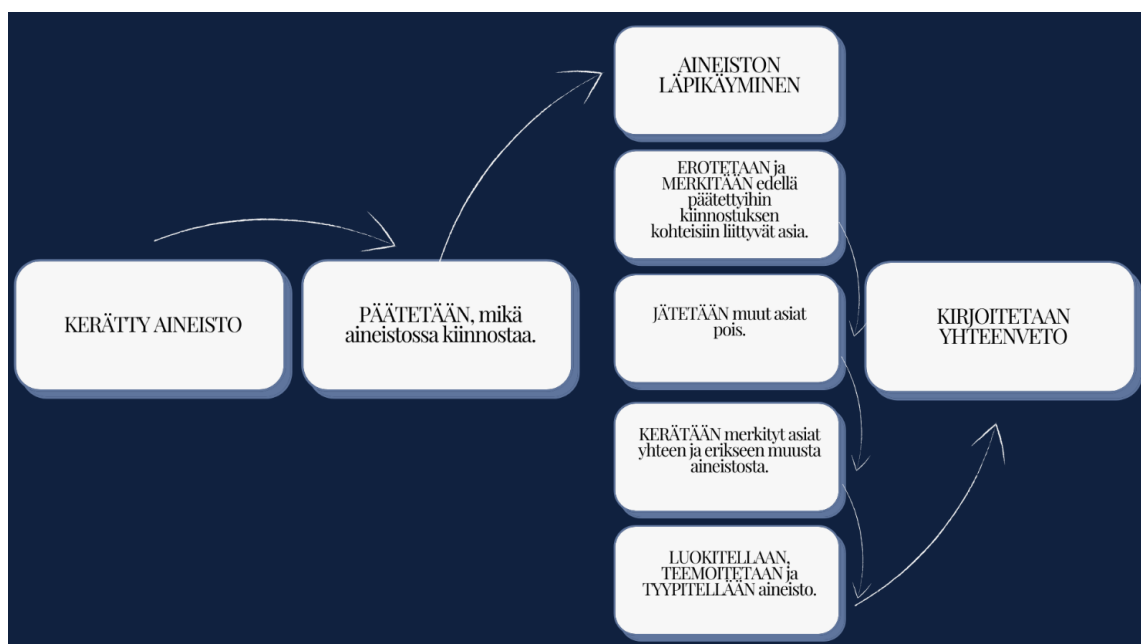 KERÄTTY AINEISTO
PÄÄTETÄÄN, mikä
aineistossa kiinnostaa.
AINEISTON
LÄPIKÄYMINEN
EROTETAAN ja
MERKITÄÄN edellä
päätettyihin
kiinnostuksen
kohteisiin liittyvät asia.
JÄTETÄÄN muut asiat
pois.
KERÄTÄÄN merkityt asiat
yhteen ja erikseen muusta
aineistosta.
LUOKITELLAAN,
TEEMOITETAAN ja
TYYPITELLÄÄN aineisto.
KIRJOITETAAN
YHTEENVETO